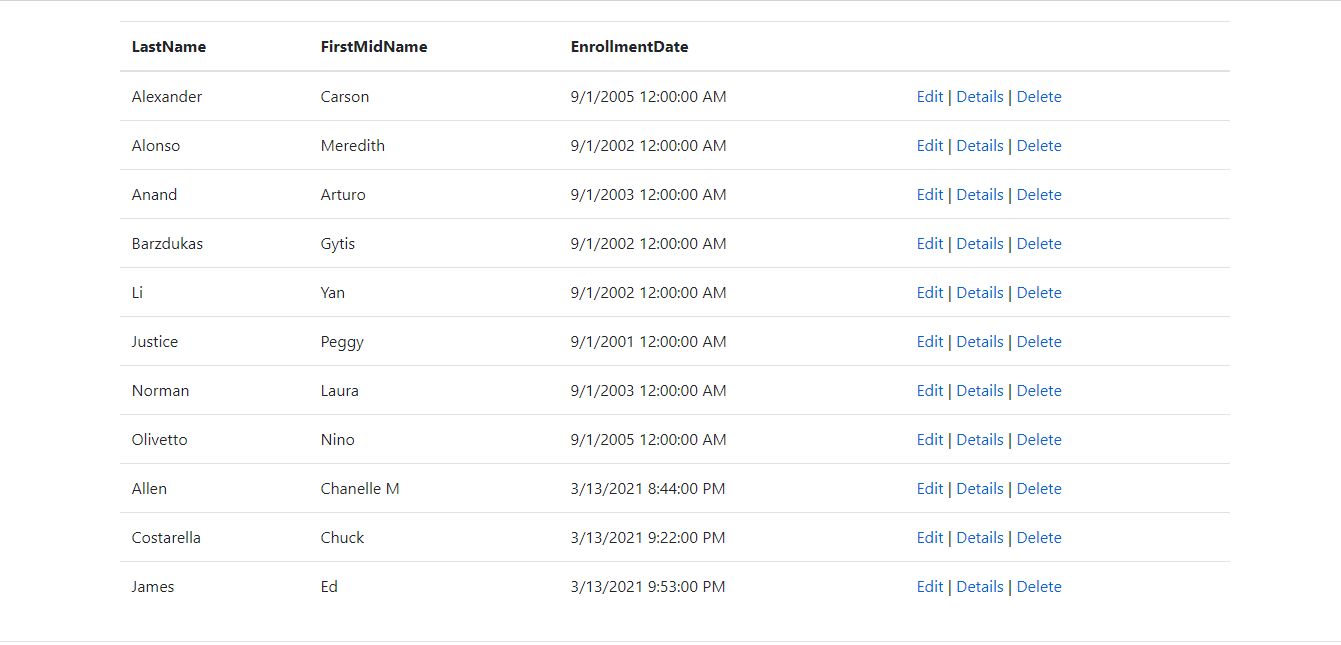 LastName FirstMidName EnrollmentDate
Alexander Carson 9/1/2005 12:00:00 AM Edit | Details | Delete
Alonso Meredith 9/1/2002 12:00:00 AM Edit | Details | Delete
Anand Arturo 9/1/2003 12:00:00 AM Edit | Details | Delete
Barzdukas Gytis 9/1/2002 12:00:00 AM Edit | Details | Delete
Li Yan 9/1/2002 12:00:00 AM Edit | Details | Delete
Justice Peggy 9/1/2001 12:00:00 AM Edit | Details | Delete
Norman Laura 9/1/2003 12:00:00 AM Edit | Details | Delete
Olivetto Nino 9/1/2005 12:00:00 AM Edit | Details | Delete
Allen Chanelle M 3/13/2021 8:44:00 PM Edit | Details | Delete
Costarella Chuck 3/13/2021 9:22:00 PM Edit | Details | Delete
James Ed 3/13/2021 9:53:00 PM Edit | Details | Delete